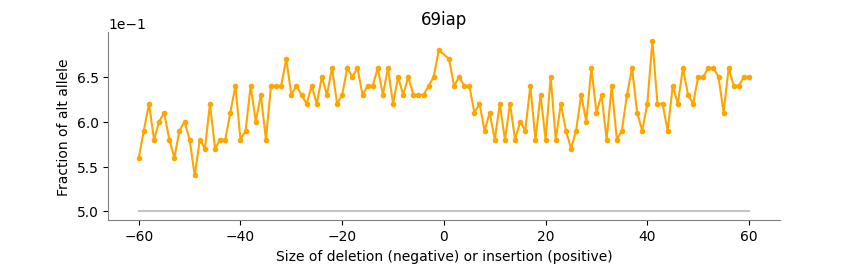 69iap
1e−1
Fraction of alt allele
6.5
6.0
5.5
5.0
−60 −40 −20 0 20 40 60
Size of deletion (negative) or insertion (positive)